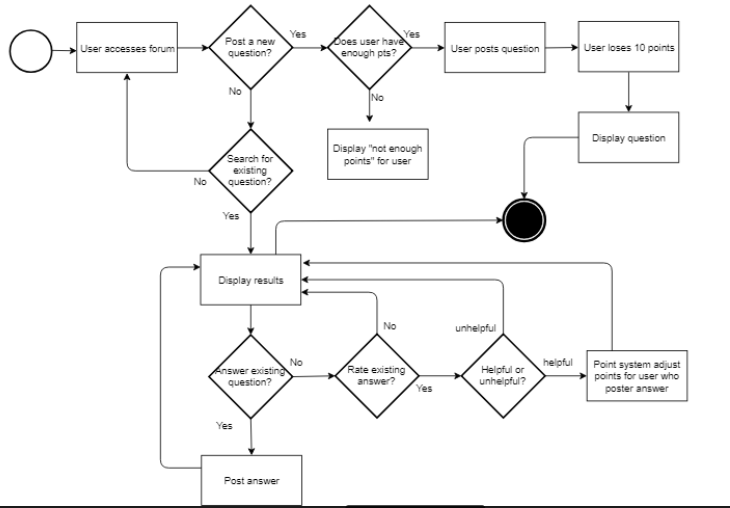 User accesses forum
Post a new
question?
Yes
Does user have
enough pts?
Yes
User posts question
User loses 10 points
No
No
Display "not enough
points" for user
Display question
Search for
existing
question?
No
Yes
Display results
Answer existing
question?
No
Rate existing
answer?
No
Yes
unhelpful
Helpful or
unhelpful?
helpful
Point system adjust
points for user who
poster answer
Yes
Post answer